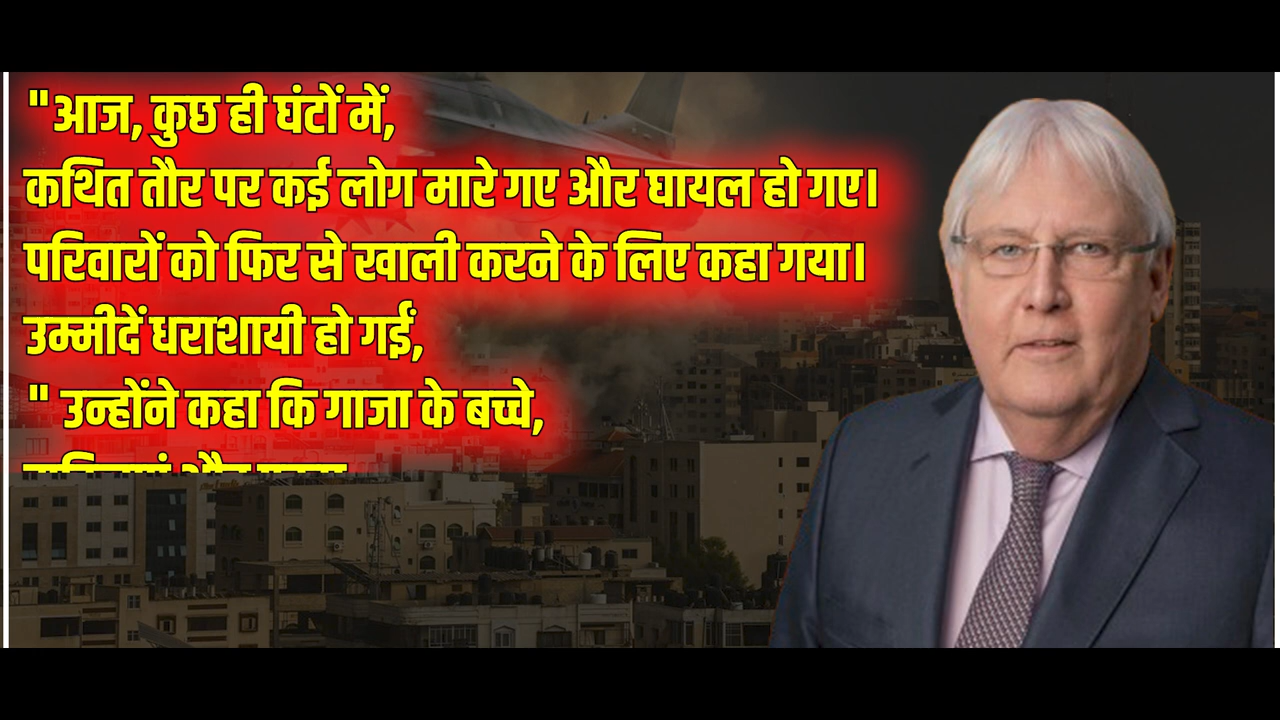 "आज, कुछ ही घंटों में,
कथित तौर पर कई लोग मारे गए और घायल हो गए।
परिवारों को फिर से खाली करने के लिए कहा गया।
उम्मीदें धराशायी हो गईं,
" उन्होंने कहा कि गाजा के बच्चे,